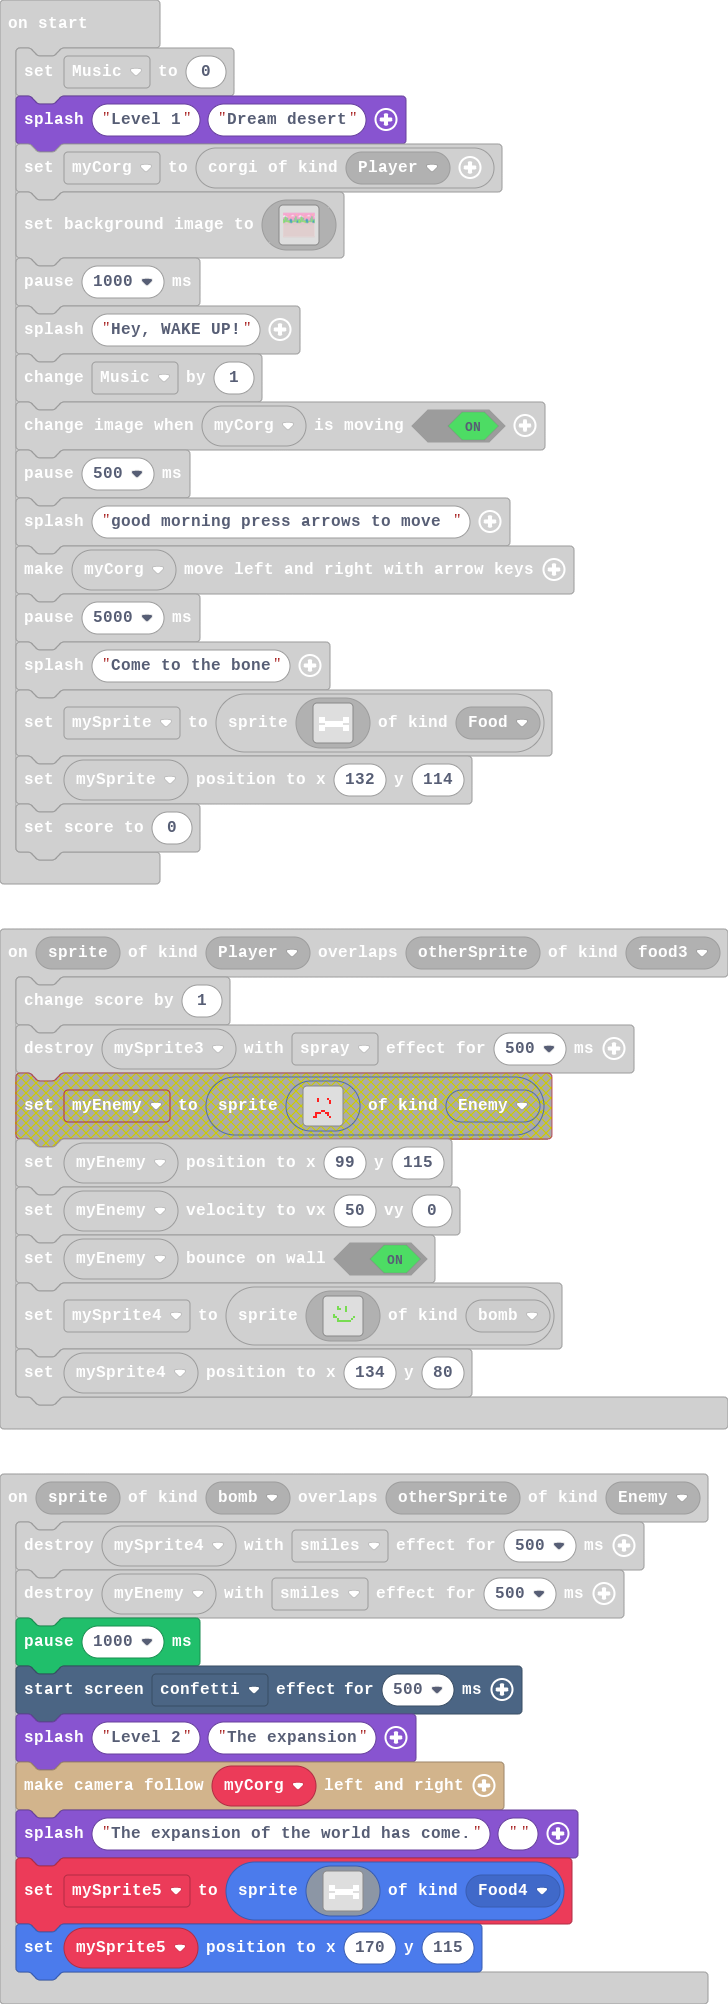 on start
set Music to 0
splash "Level 1" "Dream desert"
set myCorg to corgi of kind Player
set background image to
pause 1000 ms
splash "Hey, WAKE UP!"
change Music by 1
change image when myCorg is moving ON
pause 500 ms
splash "good morning press arrows to move "
make myCorg move left and right with arrow keys
pause 5000 ms
splash "Come to the bone"
set mySprite to sprite of kind Food
set mySprite position to x 132 y 114
set score to 0
on sprite of kind Player overlaps otherSprite of kind food3
change score by 1
destroy mySprite3 with spray effect for 500 ms
set myEnemy to sprite of kind Enemy
set myEnemy position to x 99 y 115
set myEnemy velocity to vx 50 vy 0
set myEnemy bounce on wall ON
set mySprite4 to sprite of kind bomb
set mySprite4 position to x 134 y 80
on sprite of kind bomb overlaps otherSprite of kind Enemy
destroy mySprite4 with smiles effect for 500 ms
destroy myEnemy with smiles effect for 500 ms
pause 1000 ms
start screen confetti effect for 500 ms
splash "Level 2" "The expansion"
make camera follow myCorg left and right
splash "The expansion of the world has come." ""
set mySprite5 to sprite of kind Food4
set mySprite5 position to x 170 y 115